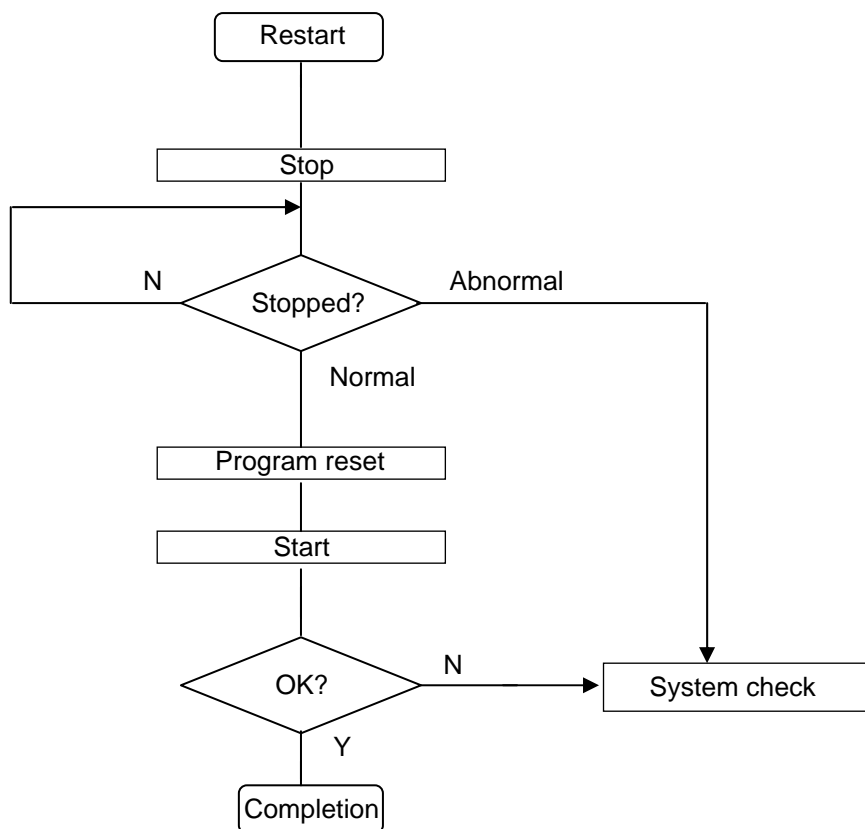 Restart
Stop
N
Stopped?
Abnormal
Normal
Program reset
Start
OK?
N
System check
Y
Completion